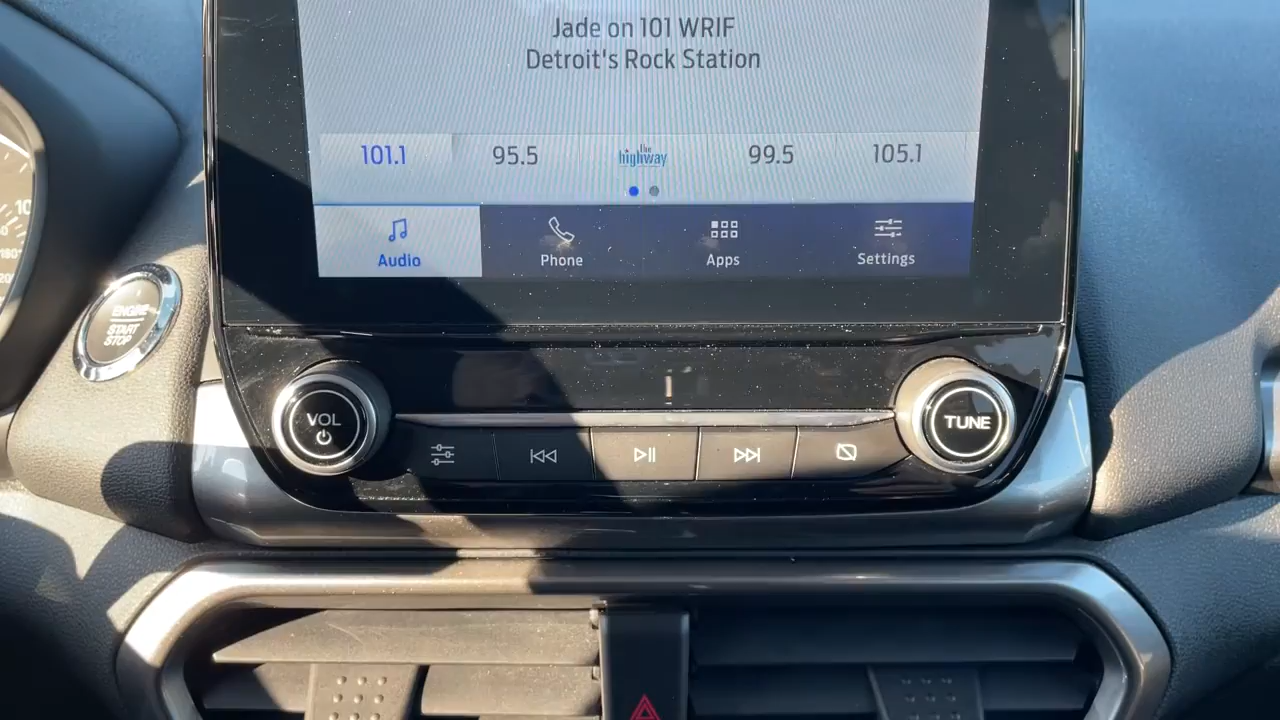 Jade on 101 WRIF
Detroit's Rock Station
101.1 95.5 the highway 99.5 105.1
Audio Phone Apps Settings
ENGINE
START
STOP
VOL
TUNE